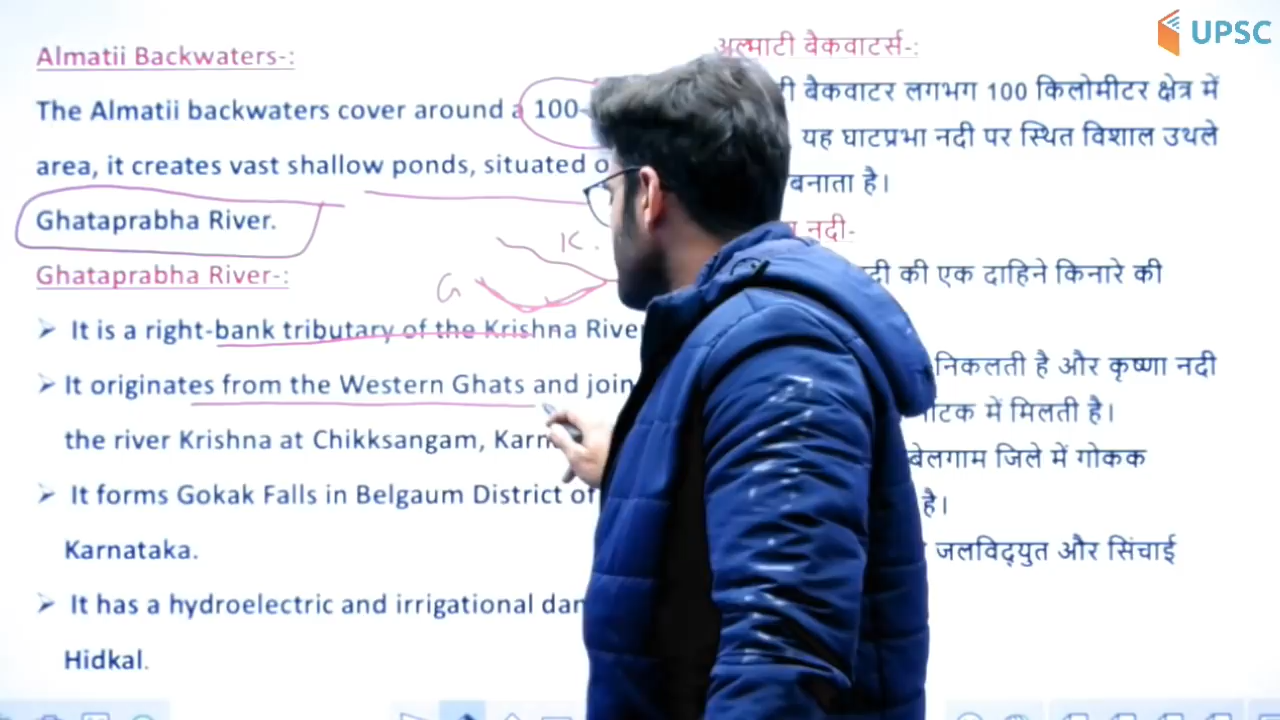 UPSC
Almatii Backwaters-:
The Almatii backwaters cover around a 100
area, it creates vast shallow ponds, situated
Ghataprabha River.
Ghataprabha River-:
K.
G
➢ It is a right-bank tributary of the Krishna
➢ It originates from the Western Ghats and join
the river Krishna at Chikksangam,
➢ It forms Gokak Falls in Belgaum District of
Karnataka.
➢ It has a hydroelectric and irrigational
Hidkal.
अल्माटी बैकवाटर्स-:
बैकवाटर लगभग 100 किलोमीटर क्षेत्र में
यह घाटप्रभा नदी पर स्थित विशाल उथले
बनाता है।
नदी-
की एक दाहिने किनारे की
निकलती है और कृष्णा नदी
में मिलती है।
बेलगाम जिले में गोकक
है।
जलविद्युत और सिंचाई